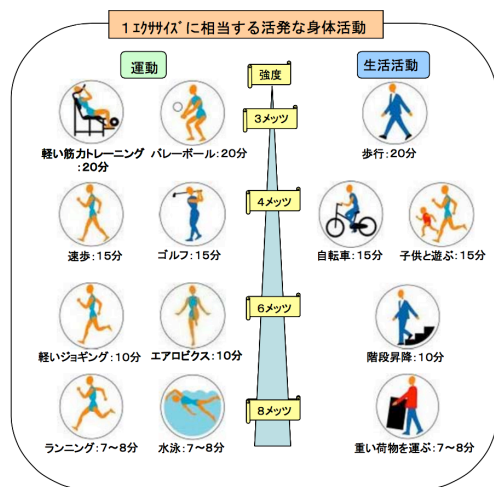 1ｴｸｻｻｲｽﾞに相当する活発な身体活動
運動
強度
生活活動
3メッツ
軽い筋力トレーニング
：20分
バレーボール：20分
歩行：20分
4メッツ
速歩：15分
ゴルフ：15分
自転車：15分
子供と遊ぶ：15分
6メッツ
軽いジョギング：10分
エアロビクス：10分
階段昇降：10分
8メッツ
ランニング：7～8分
水泳：7～8分
重い荷物を運ぶ：7～8分